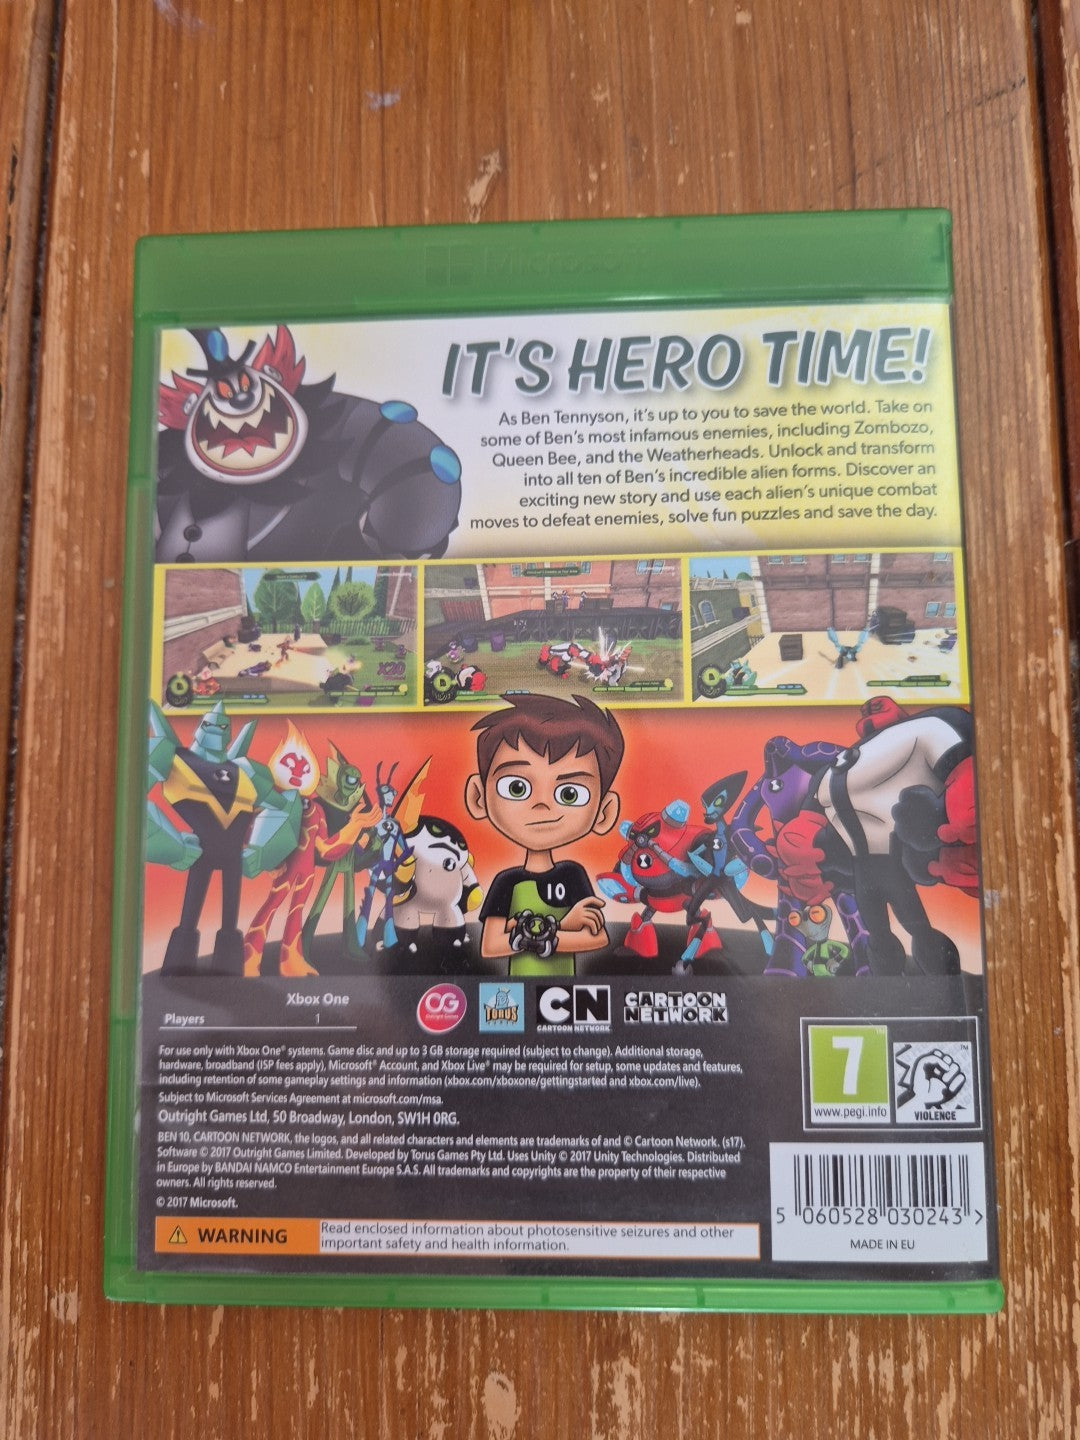 Microsoft
IT'S HERO TIME!
As Ben Tennyson, it's up to you to save the world. Take on
some of Ben's most infamous enemies, including Zombozo,
Queen Bee, and the Weatherheads. Unlock and transform
into all ten of Ben's incredible alien forms. Discover an
exciting new story and use each alien's unique combat
moves to defeat enemies, solve fun puzzles and save the day.
X20
10
Xbox One
Players 1
OG
Outright Games
TORUS
GAMES
CN
CARTOON NETWORK
CARTOON
NETWORK
7
www.pegi.info
VIOLENCE
For use only with Xbox One® systems. Game disc and up to 3 GB storage required (subject to change). Additional storage,
hardware, broadband (ISP fees apply), Microsoft® Account, and Xbox Live® may be required for setup, some updates and features,
including retention of some gameplay settings and information (xbox.com/xboxone/gettingstarted and xbox.com/live).
Subject to Microsoft Services Agreement at microsoft.com/msa.
Outright Games Ltd, 50 Broadway, London, SW1H 0RG.
BEN 10, CARTOON NETWORK, the logos, and all related characters and elements are trademarks of and © Cartoon Network. (s17).
Software © 2017 Outright Games Limited. Developed by Torus Games Pty Ltd. Uses Unity © 2017 Unity Technologies. Distributed
in Europe by BANDAI NAMCO Entertainment Europe S.A.S. All trademarks and copyrights are the property of their respective
owners. All rights reserved.
© 2017 Microsoft.
WARNING
Read enclosed information about photosensitive seizures and other
important safety and health information.
5 060528 030243 >
MADE IN EU